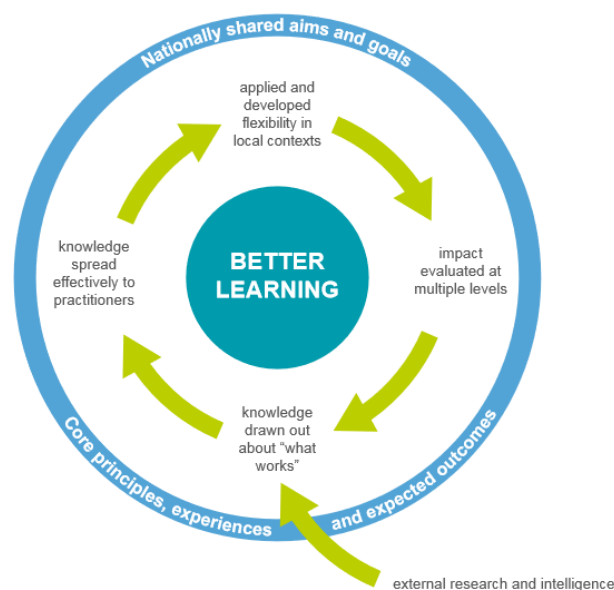 Nationally shared aims and goals
applied and
developed
flexibility in
local contexts
knowledge
spread
effectively to
practitioners
BETTER
LEARNING
impact
evaluated at
multiple levels
knowledge
drawn out
about “what
works”
Core principles, experiences and expected outcomes
external research and intelligence